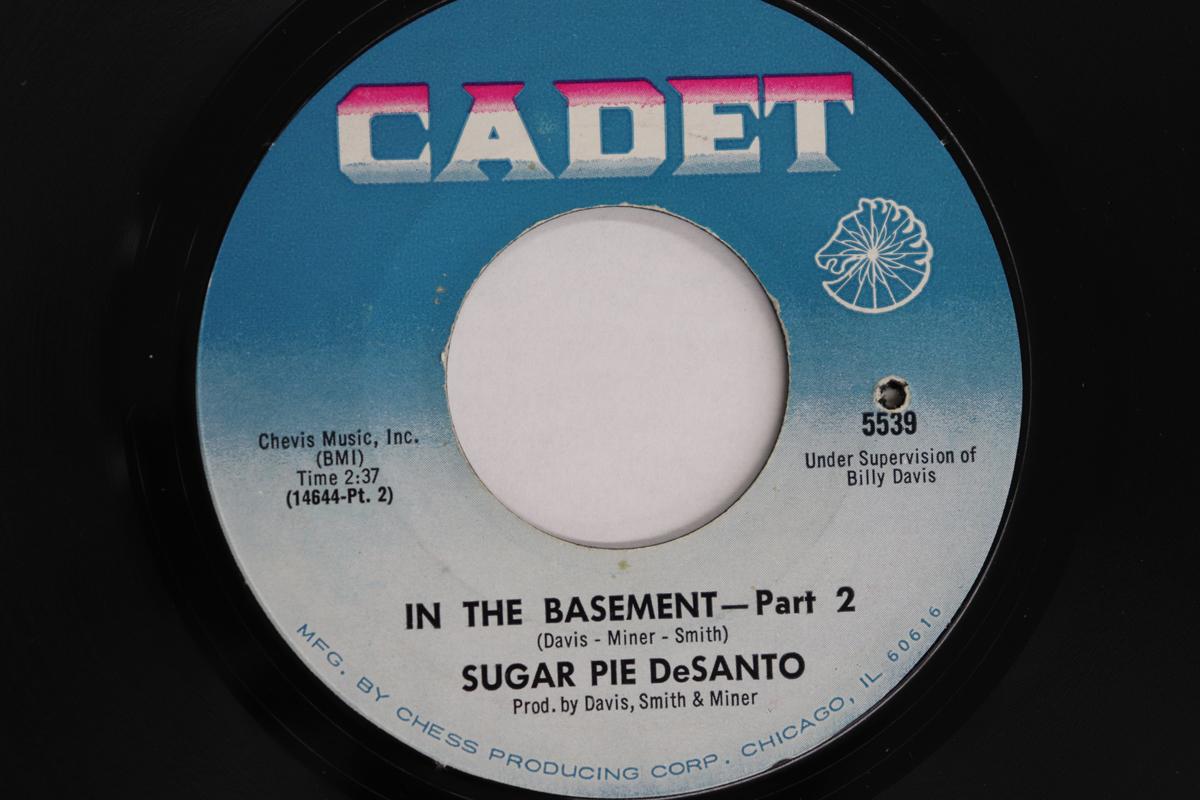 CADET
Chevis Music, Inc.
(BMI)
Time 2:37
(14644-Pt. 2)
5539
Under Supervision of
Billy Davis
IN THE BASEMENT—Part 2
(Davis - Miner - Smith)
SUGAR PIE DeSANTO
Prod. by Davis, Smith & Miner
MFG. BY CHESS PRODUCING CORP. CHICAGO, IL 60616